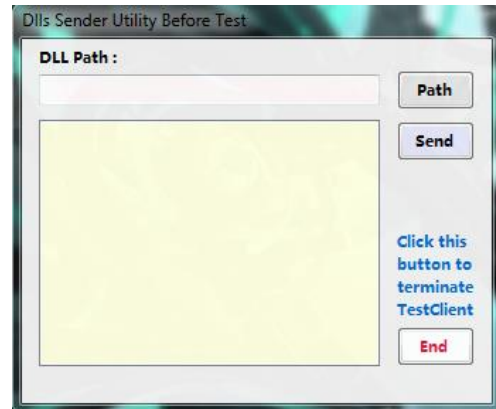 Dlls Sender Utility Before Test
DLL Path :
Path
Send
Click this
button to
terminate
TestClient
End